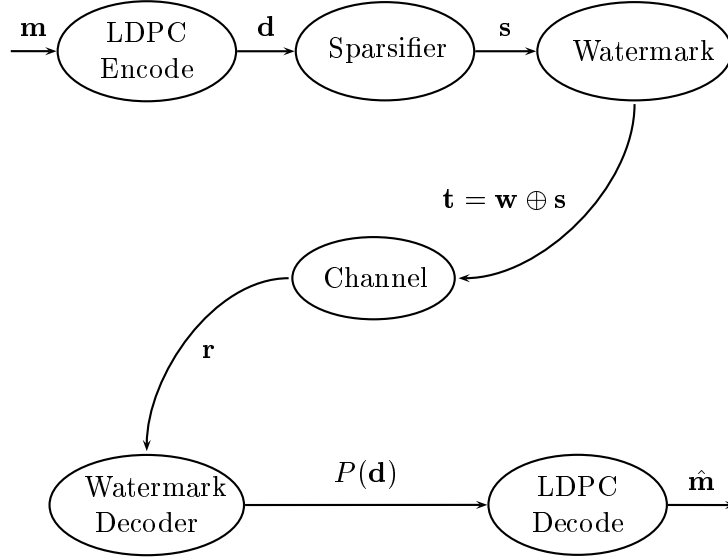 m
LDPC
Encode
d
Sparsifier
s
Watermark
t = w ⊕ s
Channel
r
Watermark
Decoder
P(d)
LDPC
Decode
m̂